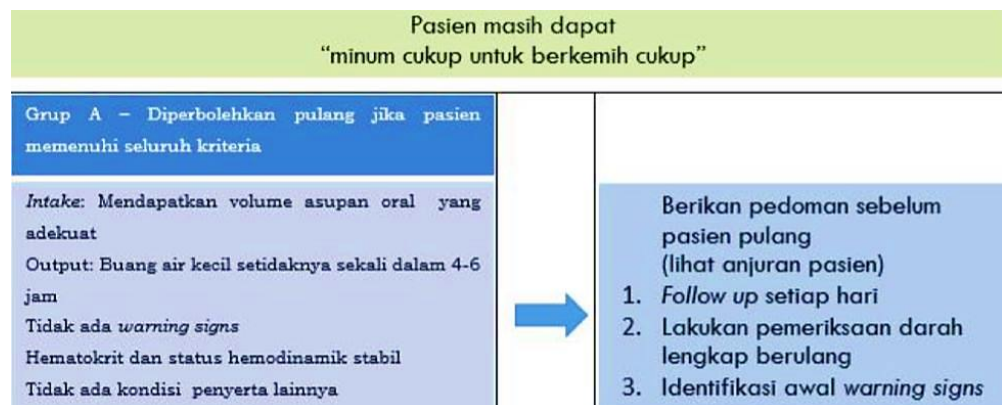 Pasien masih dapat
“minum cukup untuk berkemih cukup”
Grup A – Diperbolehkan pulang jika pasien
memenuhi seluruh kriteria
Intake: Mendapatkan volume asupan oral yang
adekuat
Output: Buang air kecil setidaknya sekali dalam 4-6
jam
Tidak ada warning signs
Hematokrit dan status hemodinamik stabil
Tidak ada kondisi penyerta lainnya
Berikan pedoman sebelum
pasien pulang
(lihat anjuran pasien)
1. Follow up setiap hari
2. Lakukan pemeriksaan darah
lengkap berulang
3. Identifikasi awal warning signs